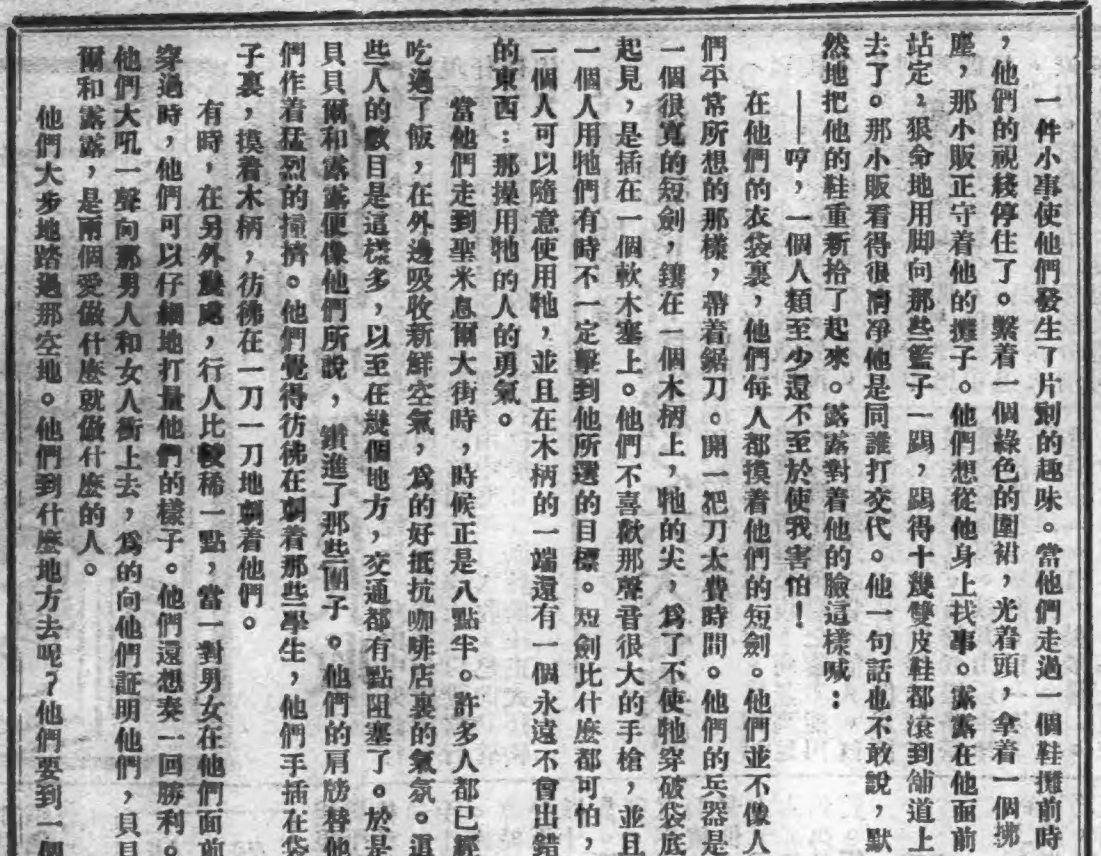 一件小事使他們發生了片刻的趣味。當他們走過一個鞋攤前時
，他們的視綫停住了。繫着一個綠色的圍裙，光着頭，拿着一個撢
塵，那小販正守着他的攤子。他們想從他身上找事。露露在他面前
站定，狠命地用脚向那些籃子一踢，踢得十幾雙皮鞋都滾到舖道上
去了。那小販看得很清净他是同誰打交代。他一句話也不敢說，默
然地把他的鞋重新拾了起來。露露對着他的臉這樣喊：
——哼，一個人類至少還不至於使我害怕！
在他們的衣袋裏，他們每人都摸着他們的短劍。他們並不像人
們平常所想的那樣，帶着鋸刀。開一把刀太費時間。他們的兵器是
一個很寬的短劍，鑲在一個木柄上，牠的尖，爲了不使牠穿破袋底
起見，是插在一個軟木塞上。他們不喜歡那聲音很大的手槍，並且
一個人用牠們有時不一定擊到他所選的目標。短劍比什麽都可怕，
一個人可以隨意使用牠，並且在木柄的一端還有一個永遠不會出錯
的東西：那操用牠的人的勇氣。
當他們走到聖米息爾大街時，時候正是八點半。許多人都已經
吃過了飯，在外邊吸收新鮮空氣，爲的好抵抗咖啡店裏的氣氛。這
些人的數目是這樣多，以至在幾個地方，交通都有點阻塞了。於是
貝貝爾和露露便像他們所說，鑽進了那些團子。他們的肩膀替他
們作着猛烈的撞擠。他們覺得彷彿在剸着那些學生，他們手插在袋
子裏，摸着木柄，彷彿在一刀一刀地剸着他們。
有時，在另外幾處，行人比較稀一點，當一對男女在他們面前
穿過時，他們可以仔細地打量他們的樣子。他們還想奏一回勝利。
他們大吼一聲向那男人和女人衝上去，爲的向他們証明他們，貝貝
爾和露露，是兩個愛做什麽就做什麽的人。
他們大步地踏過那空地。他們到什麽地方去呢？他們要到一個